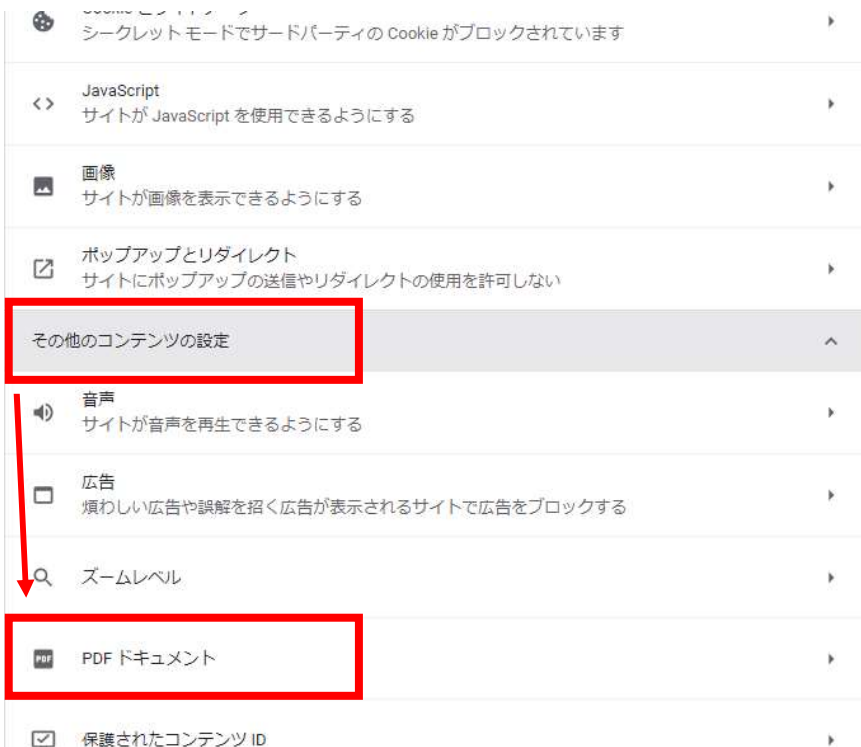 シークレット モードでサードパーティの Cookie がブロックされています
JavaScript
サイトが JavaScript を使用できるようにする
画像
サイトが画像を表示できるようにする
ポップアップとリダイレクト
サイトにポップアップの送信やリダイレクトの使用を許可しない
その他のコンテンツの設定
音声
サイトが音声を再生できるようにする
広告
煩わしい広告や誤解を招く広告が表示されるサイトで広告をブロックする
ズームレベル
PDF
PDF ドキュメント
保護されたコンテンツ ID